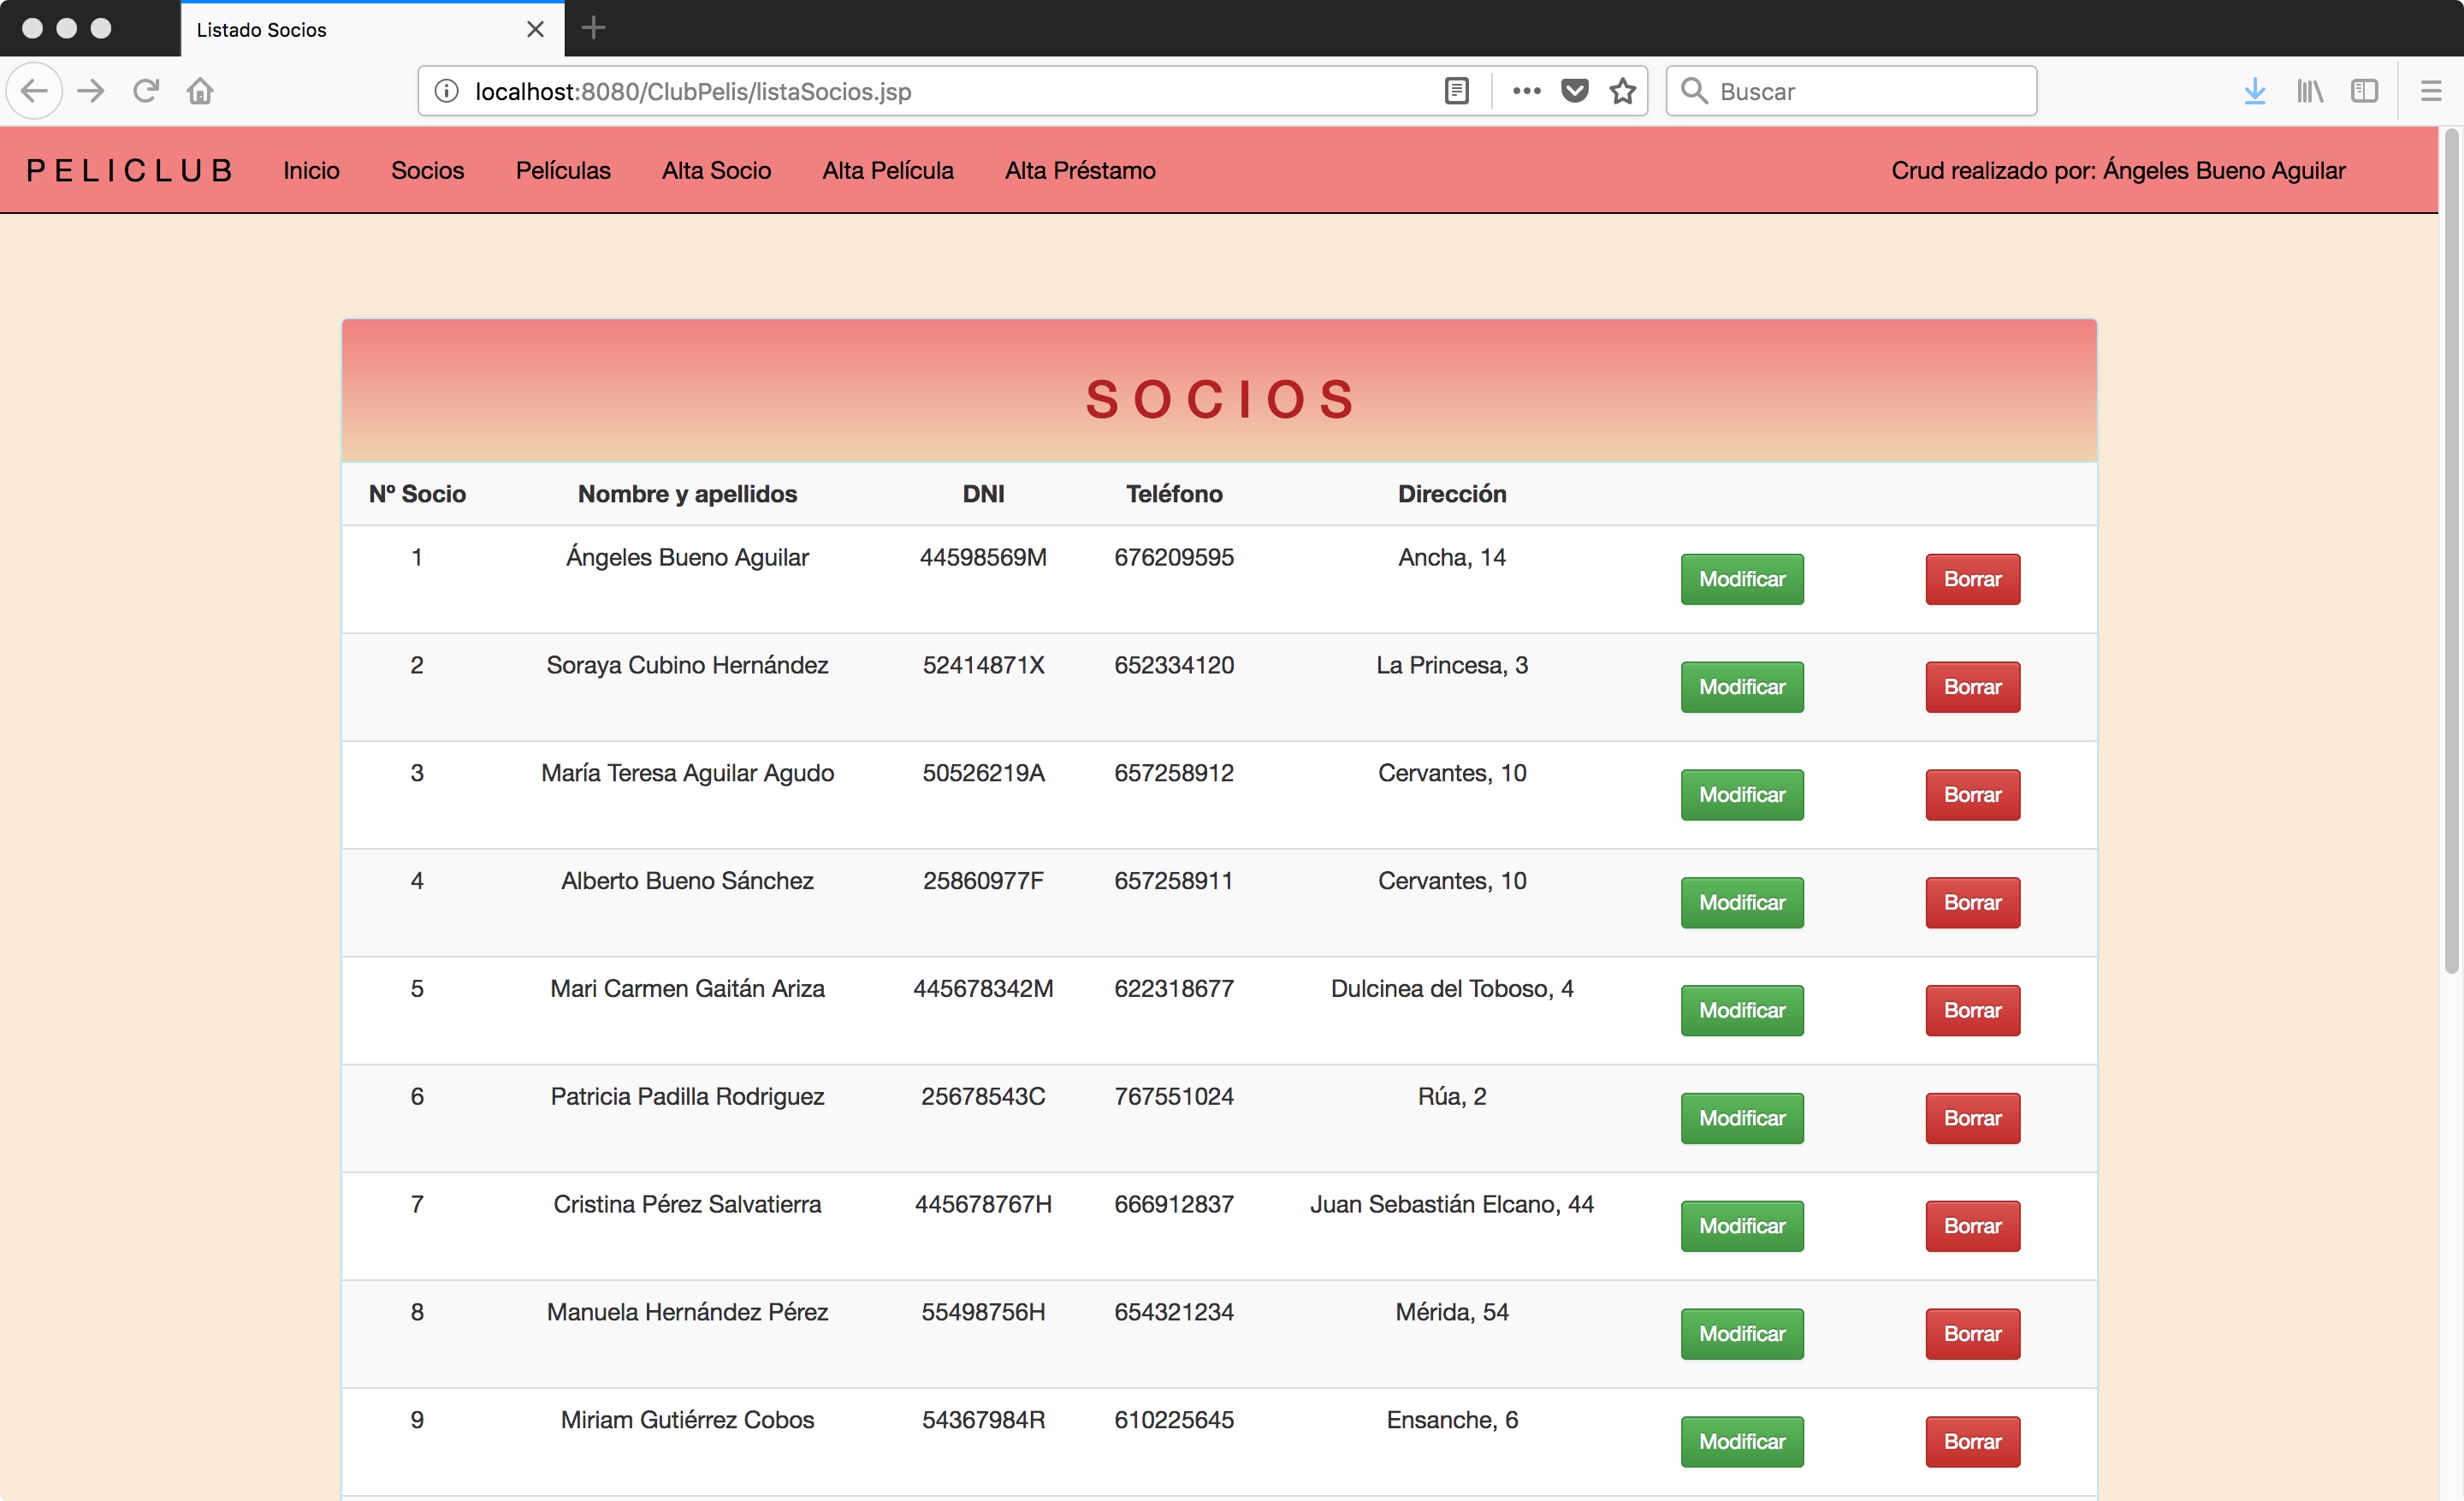 Listado Socios
localhost:8080/ClubPelis/listaSocios.jsp Buscar
PELICLUB Inicio Socios Películas Alta Socio Alta Película Alta Préstamo Crud realizado por: Ángeles Bueno Aguilar
SOCIOS
Nº Socio Nombre y apellidos DNI Teléfono Dirección
1 Ángeles Bueno Aguilar 44598569M 676209595 Ancha, 14 Modificar Borrar
2 Soraya Cubino Hernández 52414871X 652334120 La Princesa, 3 Modificar Borrar
3 María Teresa Aguilar Agudo 50526219A 657258912 Cervantes, 10 Modificar Borrar
4 Alberto Bueno Sánchez 25860977F 657258911 Cervantes, 10 Modificar Borrar
5 Mari Carmen Gaitán Ariza 445678342M 622318677 Dulcinea del Toboso, 4 Modificar Borrar
6 Patricia Padilla Rodriguez 25678543C 767551024 Rúa, 2 Modificar Borrar
7 Cristina Pérez Salvatierra 445678767H 666912837 Juan Sebastián Elcano, 44 Modificar Borrar
8 Manuela Hernández Pérez 55498756H 654321234 Mérida, 54 Modificar Borrar
9 Miriam Gutiérrez Cobos 54367984R 610225645 Ensanche, 6 Modificar Borrar